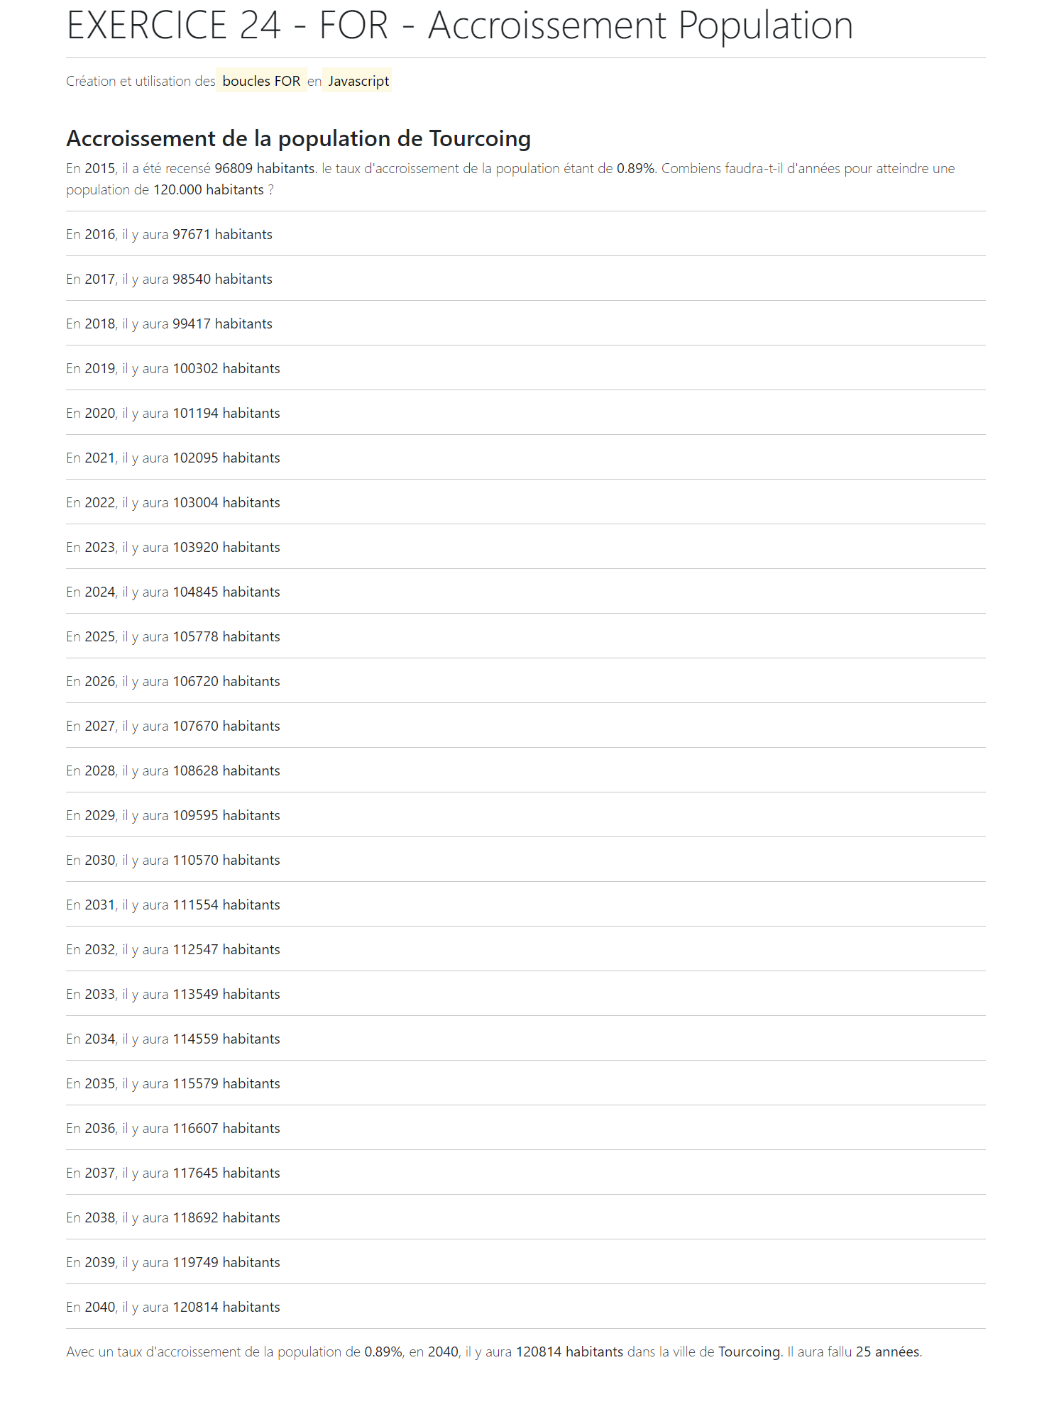 EXERCICE 24 - FOR - Accroissement Population
Création et utilisation des boucles FOR en Javascript
Accroissement de la population de Tourcoing
En 2015, il a été recensé 96809 habitants. le taux d'accroissement de la population étant de 0.89%. Combiens faudra-t-il d'années pour atteindre une
population de 120.000 habitants ?
En 2016, il y aura 97671 habitants
En 2017, il y aura 98540 habitants
En 2018, il y aura 99417 habitants
En 2019, il y aura 100302 habitants
En 2020, il y aura 101194 habitants
En 2021, il y aura 102095 habitants
En 2022, il y aura 103004 habitants
En 2023, il y aura 103920 habitants
En 2024, il y aura 104845 habitants
En 2025, il y aura 105778 habitants
En 2026, il y aura 106720 habitants
En 2027, il y aura 107670 habitants
En 2028, il y aura 108628 habitants
En 2029, il y aura 109595 habitants
En 2030, il y aura 110570 habitants
En 2031, il y aura 111554 habitants
En 2032, il y aura 112547 habitants
En 2033, il y aura 113549 habitants
En 2034, il y aura 114559 habitants
En 2035, il y aura 115579 habitants
En 2036, il y aura 116607 habitants
En 2037, il y aura 117645 habitants
En 2038, il y aura 118692 habitants
En 2039, il y aura 119749 habitants
En 2040, il y aura 120814 habitants
Avec un taux d'accroissement de la population de 0.89%, en 2040, il y aura 120814 habitants dans la ville de Tourcoing. Il aura fallu 25 années.